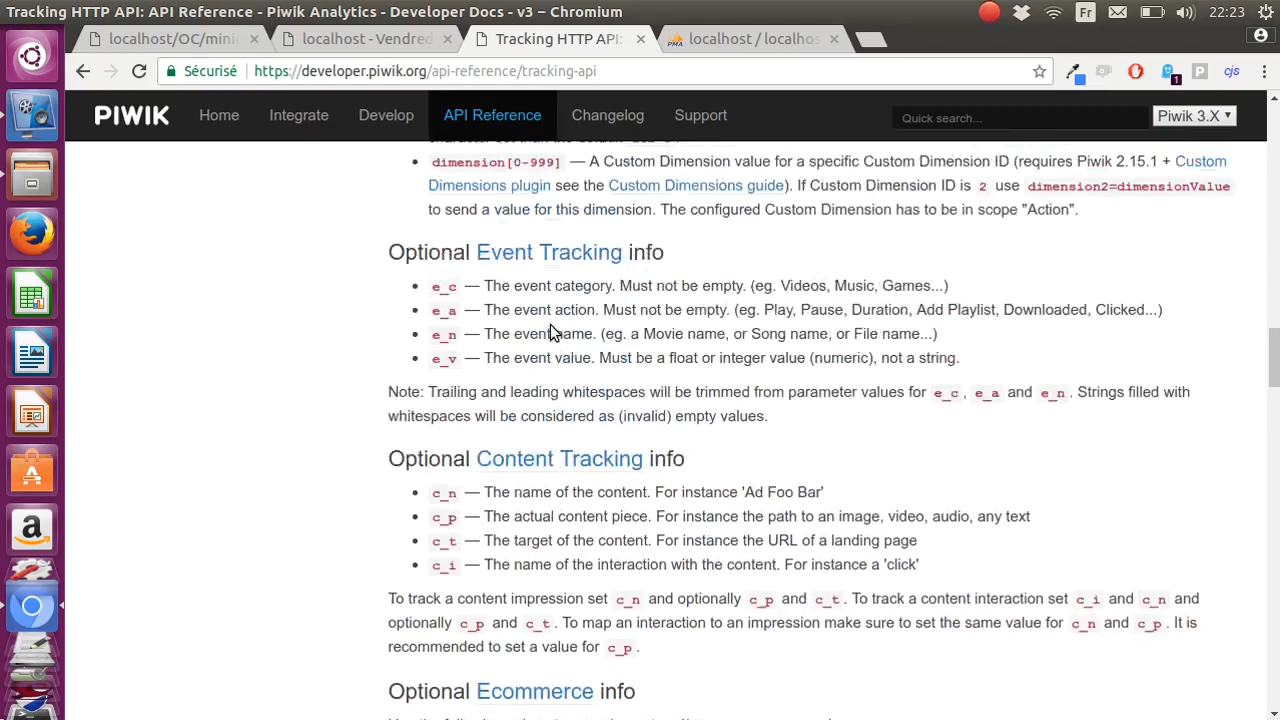 Tracking HTTP API: API Reference - Piwik Analytics - Developer Docs - v3 – Chromium
Fr
22:23
localhost/OC/mini
localhost - Vendred
Tracking HTTP API:
localhost / localhos
Sécurisé
https://developer.piwik.org/api-reference/tracking-api
1
P
cjs
PIWIK
Home
Integrate
Develop
API Reference
Changelog
Support
Quick search...
Piwik 3.X
dimension[0-999] — A Custom Dimension value for a specific Custom Dimension ID (requires Piwik 2.15.1 + Custom
Dimensions plugin see the Custom Dimensions guide). If Custom Dimension ID is 2 use dimension2=dimensionValue
to send a value for this dimension. The configured Custom Dimension has to be in scope "Action".
Optional Event Tracking info
e_c — The event category. Must not be empty. (eg. Videos, Music, Games...)
e_a — The event action. Must not be empty. (eg. Play, Pause, Duration, Add Playlist, Downloaded, Clicked...)
e_n — The event name. (eg. a Movie name, or Song name, or File name...)
e_v — The event value. Must be a float or integer value (numeric), not a string.
Note: Trailing and leading whitespaces will be trimmed from parameter values for e_c, e_a and e_n. Strings filled with
whitespaces will be considered as (invalid) empty values.
Optional Content Tracking info
c_n — The name of the content. For instance 'Ad Foo Bar'
c_p — The actual content piece. For instance the path to an image, video, audio, any text
c_t — The target of the content. For instance the URL of a landing page
c_i — The name of the interaction with the content. For instance a 'click'
To track a content impression set c_n and optionally c_p and c_t. To track a content interaction set c_i and c_n and
optionally c_p and c_t. To map an interaction to an impression make sure to set the same value for c_n and c_p. It is
recommended to set a value for c_p.
Optional Ecommerce info